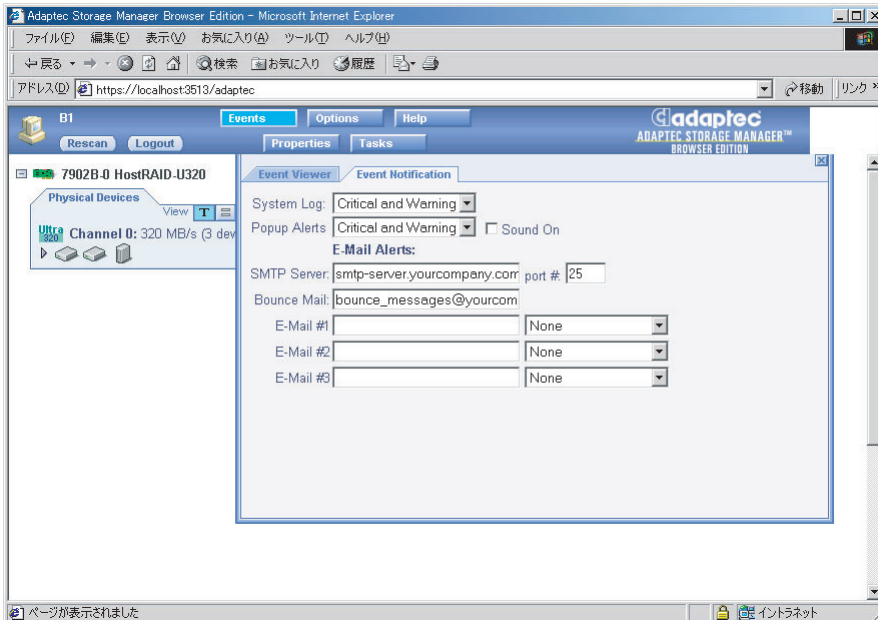 Adaptec Storage Manager Browser Edition - Microsoft Internet Explorer
ファイル(F) 編集(E) 表示(V) お気に入り(A) ツール(T) ヘルプ(H)
戻る 検索 お気に入り 履歴
アドレス(D) https://localhost:3513/adaptec 移動 リンク »
B1 Events Options Help adaptec
Rescan Logout Properties Tasks ADAPTEC STORAGE MANAGER™
BROWSER EDITION
7902B-0 HostRAID-U320
Physical Devices
View T
Ultra 320 Channel 0: 320 MB/s (3 dev
Event Viewer Event Notification
System Log: Critical and Warning
Popup Alerts Critical and Warning Sound On
E-Mail Alerts:
SMTP Server: smtp-server.yourcompany.com port #: 25
Bounce Mail: bounce_messages@yourcom
E-Mail #1 None
E-Mail #2 None
E-Mail #3 None
ページが表示されました イントラネット